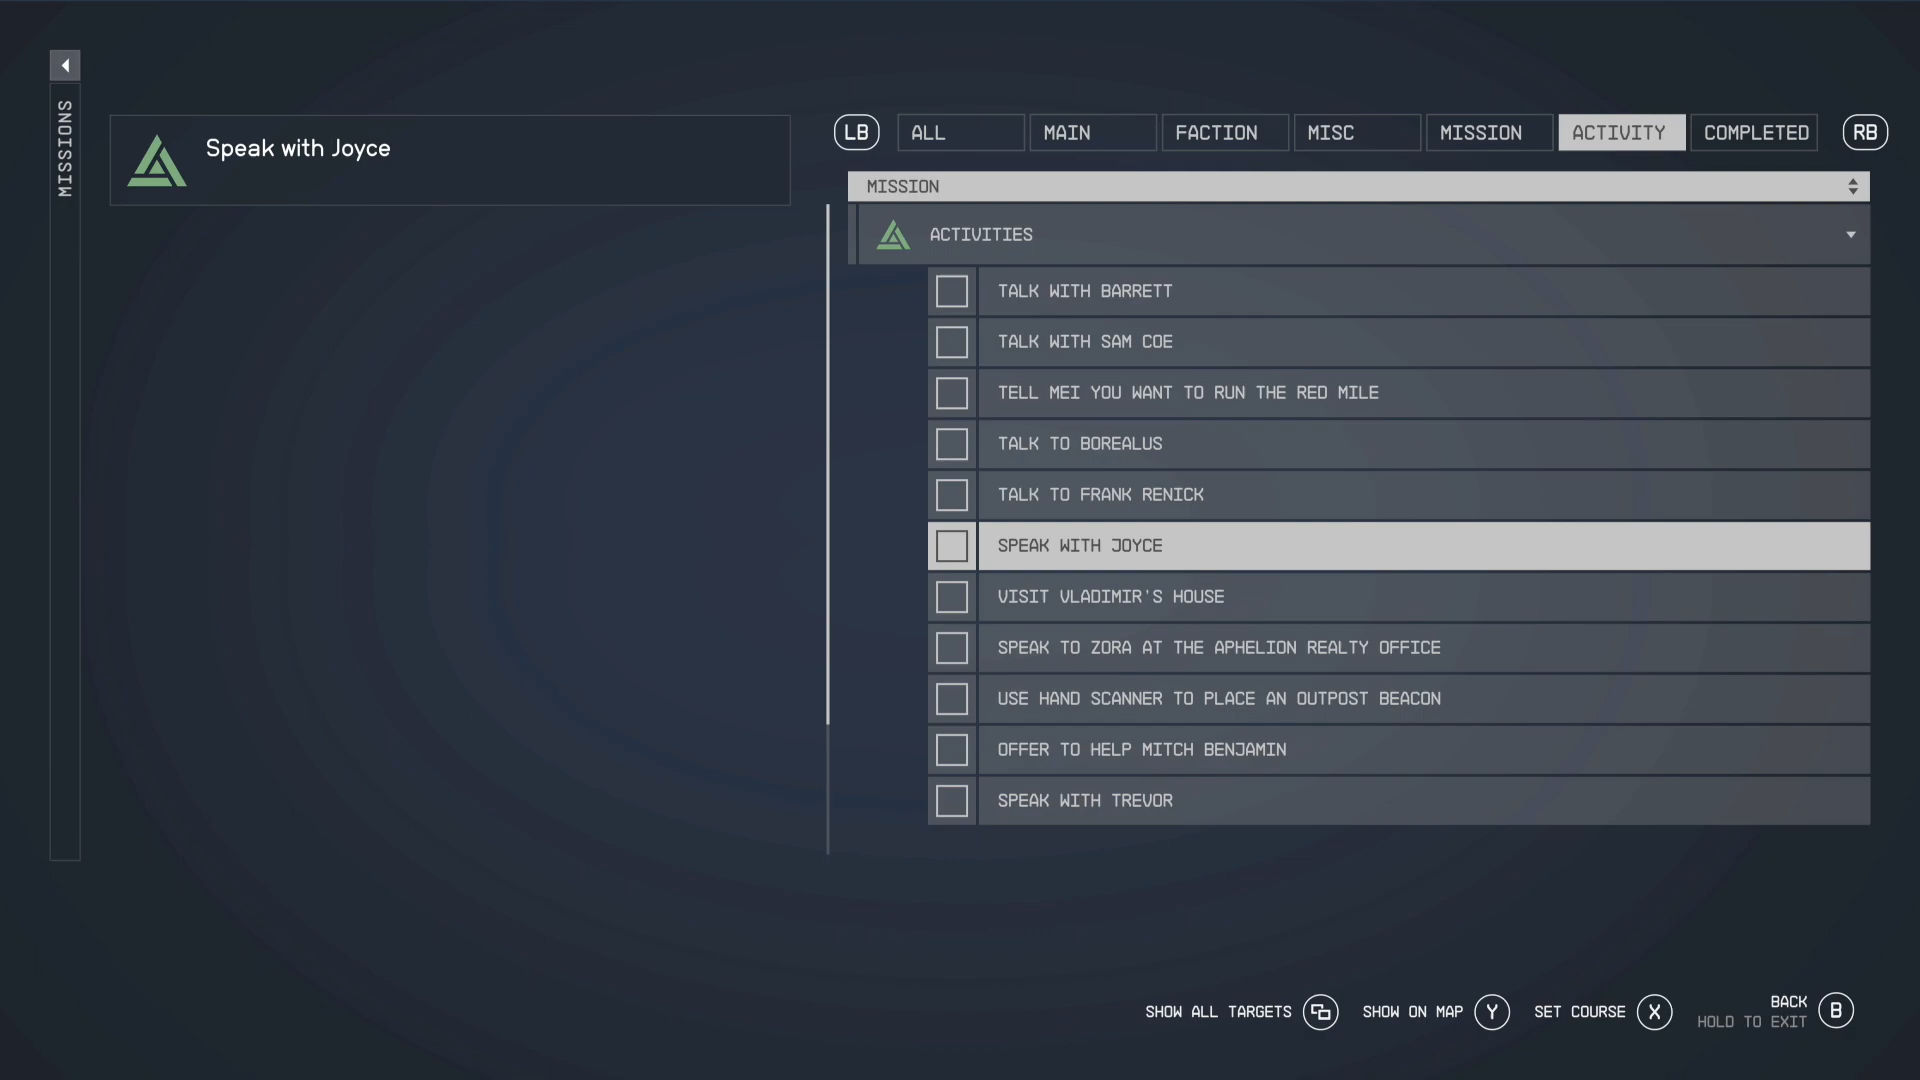 MISSIONS
Speak with Joyce
LB ALL MAIN FACTION MISC MISSION ACTIVITY COMPLETED RB
MISSION
ACTIVITIES
TALK WITH BARRETT
TALK WITH SAM COE
TELL MEI YOU WANT TO RUN THE RED MILE
TALK TO BOREALUS
TALK TO FRANK RENICK
SPEAK WITH JOYCE
VISIT VLADIMIR'S HOUSE
SPEAK TO ZORA AT THE APHELION REALTY OFFICE
USE HAND SCANNER TO PLACE AN OUTPOST BEACON
OFFER TO HELP MITCH BENJAMIN
SPEAK WITH TREVOR
SHOW ALL TARGETS SHOW ON MAP Y SET COURSE X BACK B
HOLD TO EXIT